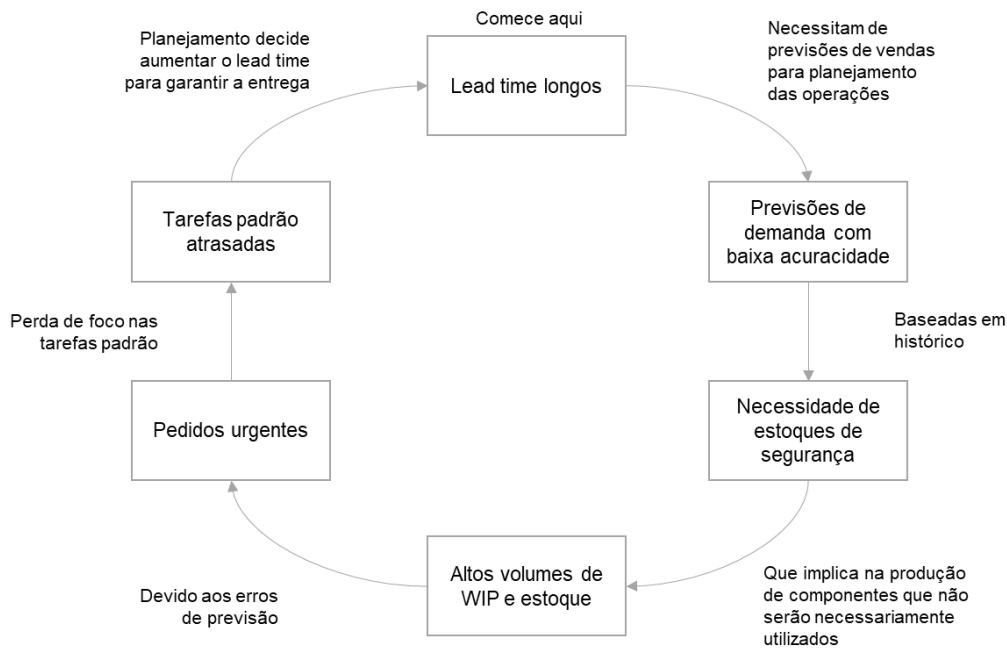 Comece aqui
Lead time longos
Necessitam de
previsões de vendas
para planejamento
das operações
Previsões de
demanda com
baixa acuracidade
Baseadas em
histórico
Necessidade de
estoques de
segurança
Que implica na produção
de componentes que não
serão necessariamente
utilizados
Altos volumes de
WIP e estoque
Devido aos erros
de previsão
Pedidos urgentes
Perda de foco nas
tarefas padrão
Tarefas padrão
atrasadas
Planejamento decide
aumentar o lead time
para garantir a entrega